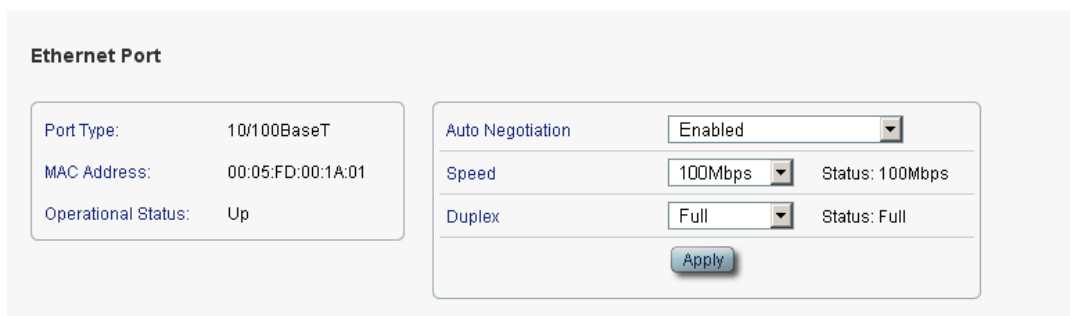 Ethernet Port
Port Type: 10/100BaseT
MAC Address: 00:05:FD:00:1A:01
Operational Status: Up
Auto Negotiation Enabled
Speed 100Mbps Status: 100Mbps
Duplex Full Status: Full
Apply